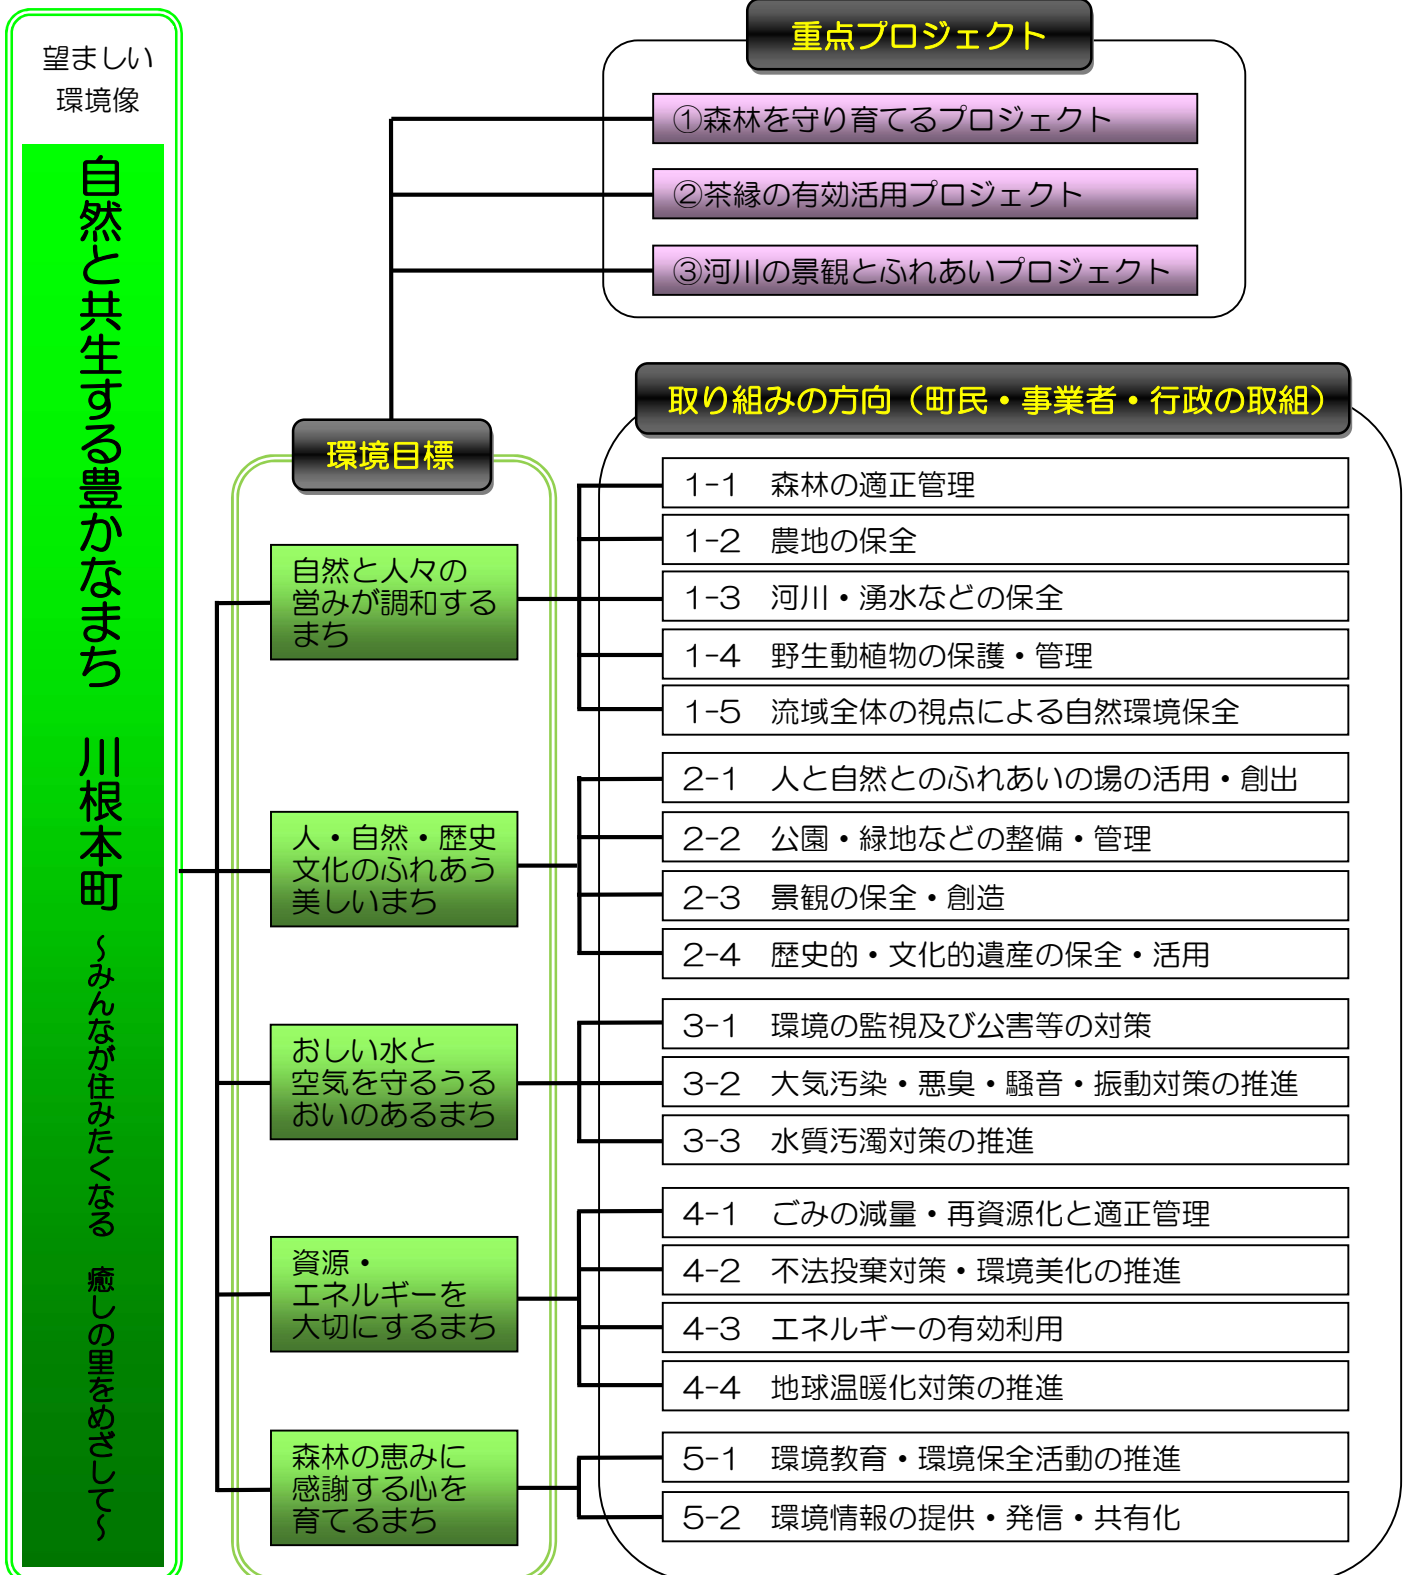 望ましい
環境像
自然と共生する豊かなまち　川根本町　～みんなが住みたくなる　癒しの里をめざして～
重点プロジェクト
①森林を守り育てるプロジェクト
②茶縁の有効活用プロジェクト
③河川の景観とふれあいプロジェクト
環境目標
取り組みの方向（町民・事業者・行政の取組）
自然と人々の
営みが調和する
まち
1-1　森林の適正管理
1-2　農地の保全
1-3　河川・湧水などの保全
1-4　野生動植物の保護・管理
1-5　流域全体の視点による自然環境保全
人・自然・歴史
文化のふれあう
美しいまち
2-1　人と自然とのふれあいの場の活用・創出
2-2　公園・緑地などの整備・管理
2-3　景観の保全・創造
2-4　歴史的・文化的遺産の保全・活用
おしい水と
空気を守るうる
おいのあるまち
3-1　環境の監視及び公害等の対策
3-2　大気汚染・悪臭・騒音・振動対策の推進
3-3　水質汚濁対策の推進
資源・
エネルギーを
大切にするまち
4-1　ごみの減量・再資源化と適正管理
4-2　不法投棄対策・環境美化の推進
4-3　エネルギーの有効利用
4-4　地球温暖化対策の推進
森林の恵みに
感謝する心を
育てるまち
5-1　環境教育・環境保全活動の推進
5-2　環境情報の提供・発信・共有化